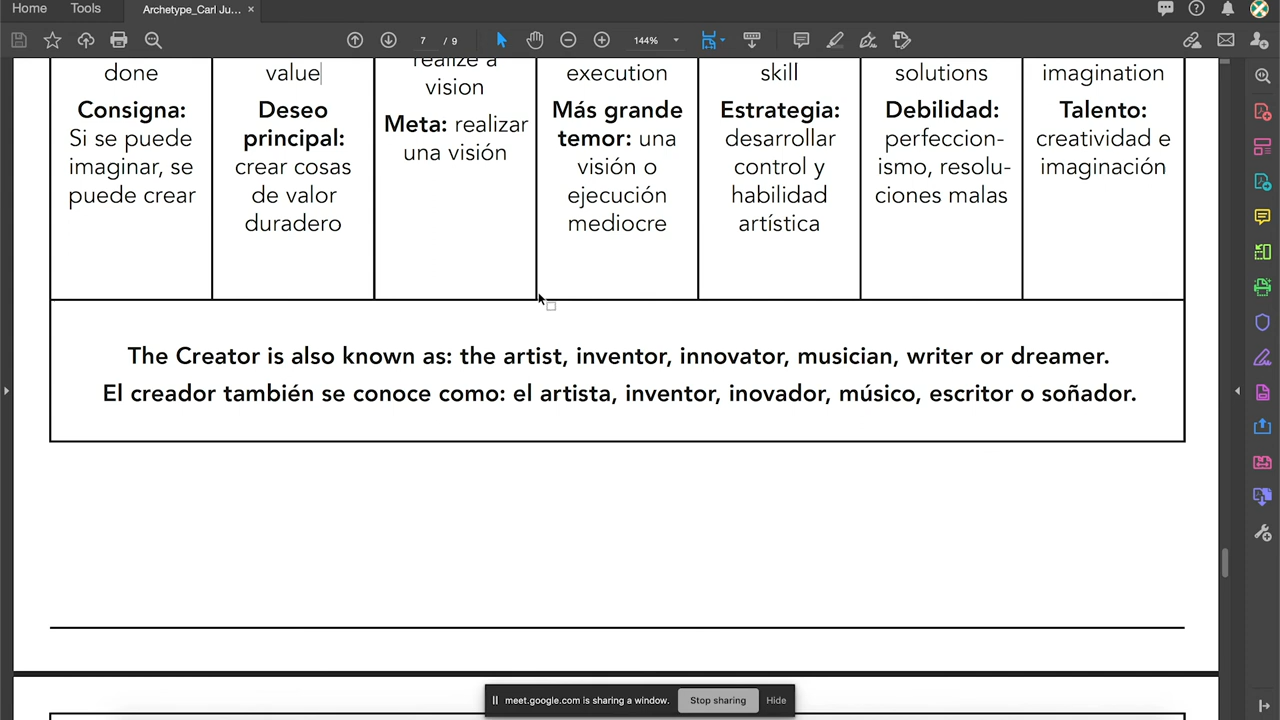 Home
Tools
Archetype_Carl Ju... ×
7 / 9
144%
done
Consigna:
Si se puede
imaginar, se
puede crear
value
Deseo
principal:
crear cosas
de valor
duradero
realize a
vision
Meta: realizar
una visión
execution
Más grande
temor: una
visión o
ejecución
mediocre
skill
Estrategia:
desarrollar
control y
habilidad
artística
solutions
Debilidad:
perfeccion-
ismo, resolu-
ciones malas
imagination
Talento:
creatividad e
imaginación
The Creator is also known as: the artist, inventor, innovator, musician, writer or dreamer.
El creador también se conoce como: el artista, inventor, inovador, músico, escritor o soñador.
meet.google.com is sharing a window.
Stop sharing
Hide